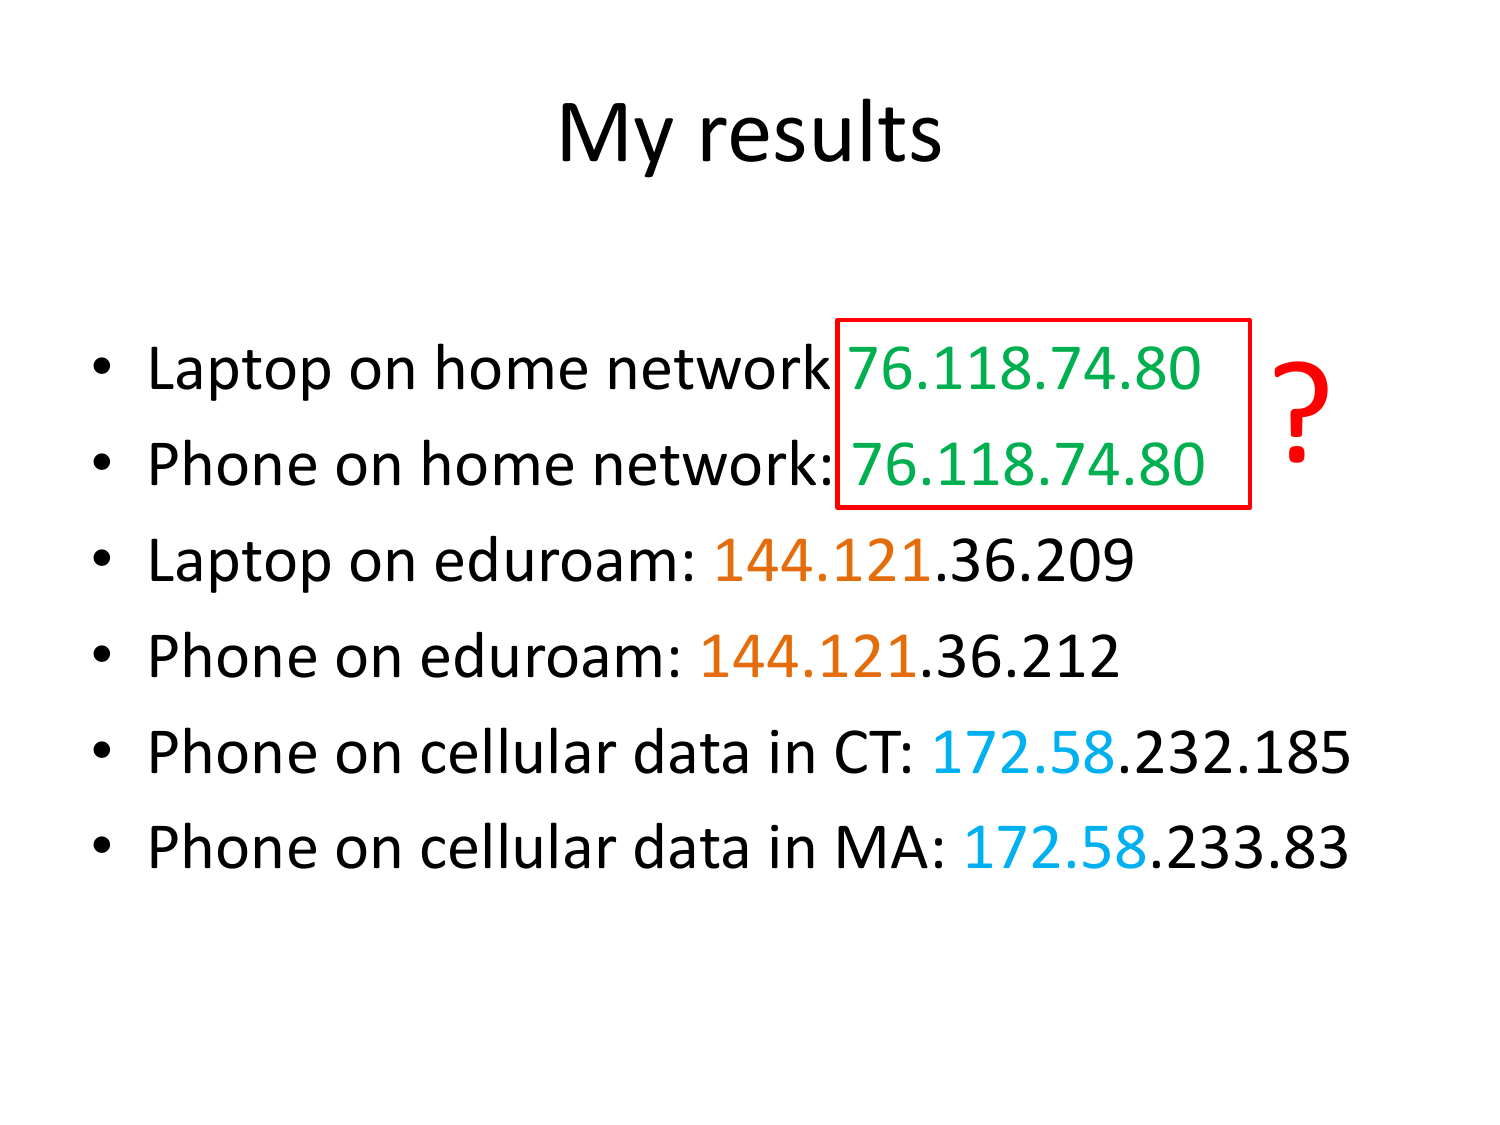 My results
• Laptop on home network 76.118.74.80
• Phone on home network: 76.118.74.80
?
• Laptop on eduroam: 144.121.36.209
• Phone on eduroam: 144.121.36.212
• Phone on cellular data in CT: 172.58.232.185
• Phone on cellular data in MA: 172.58.233.83